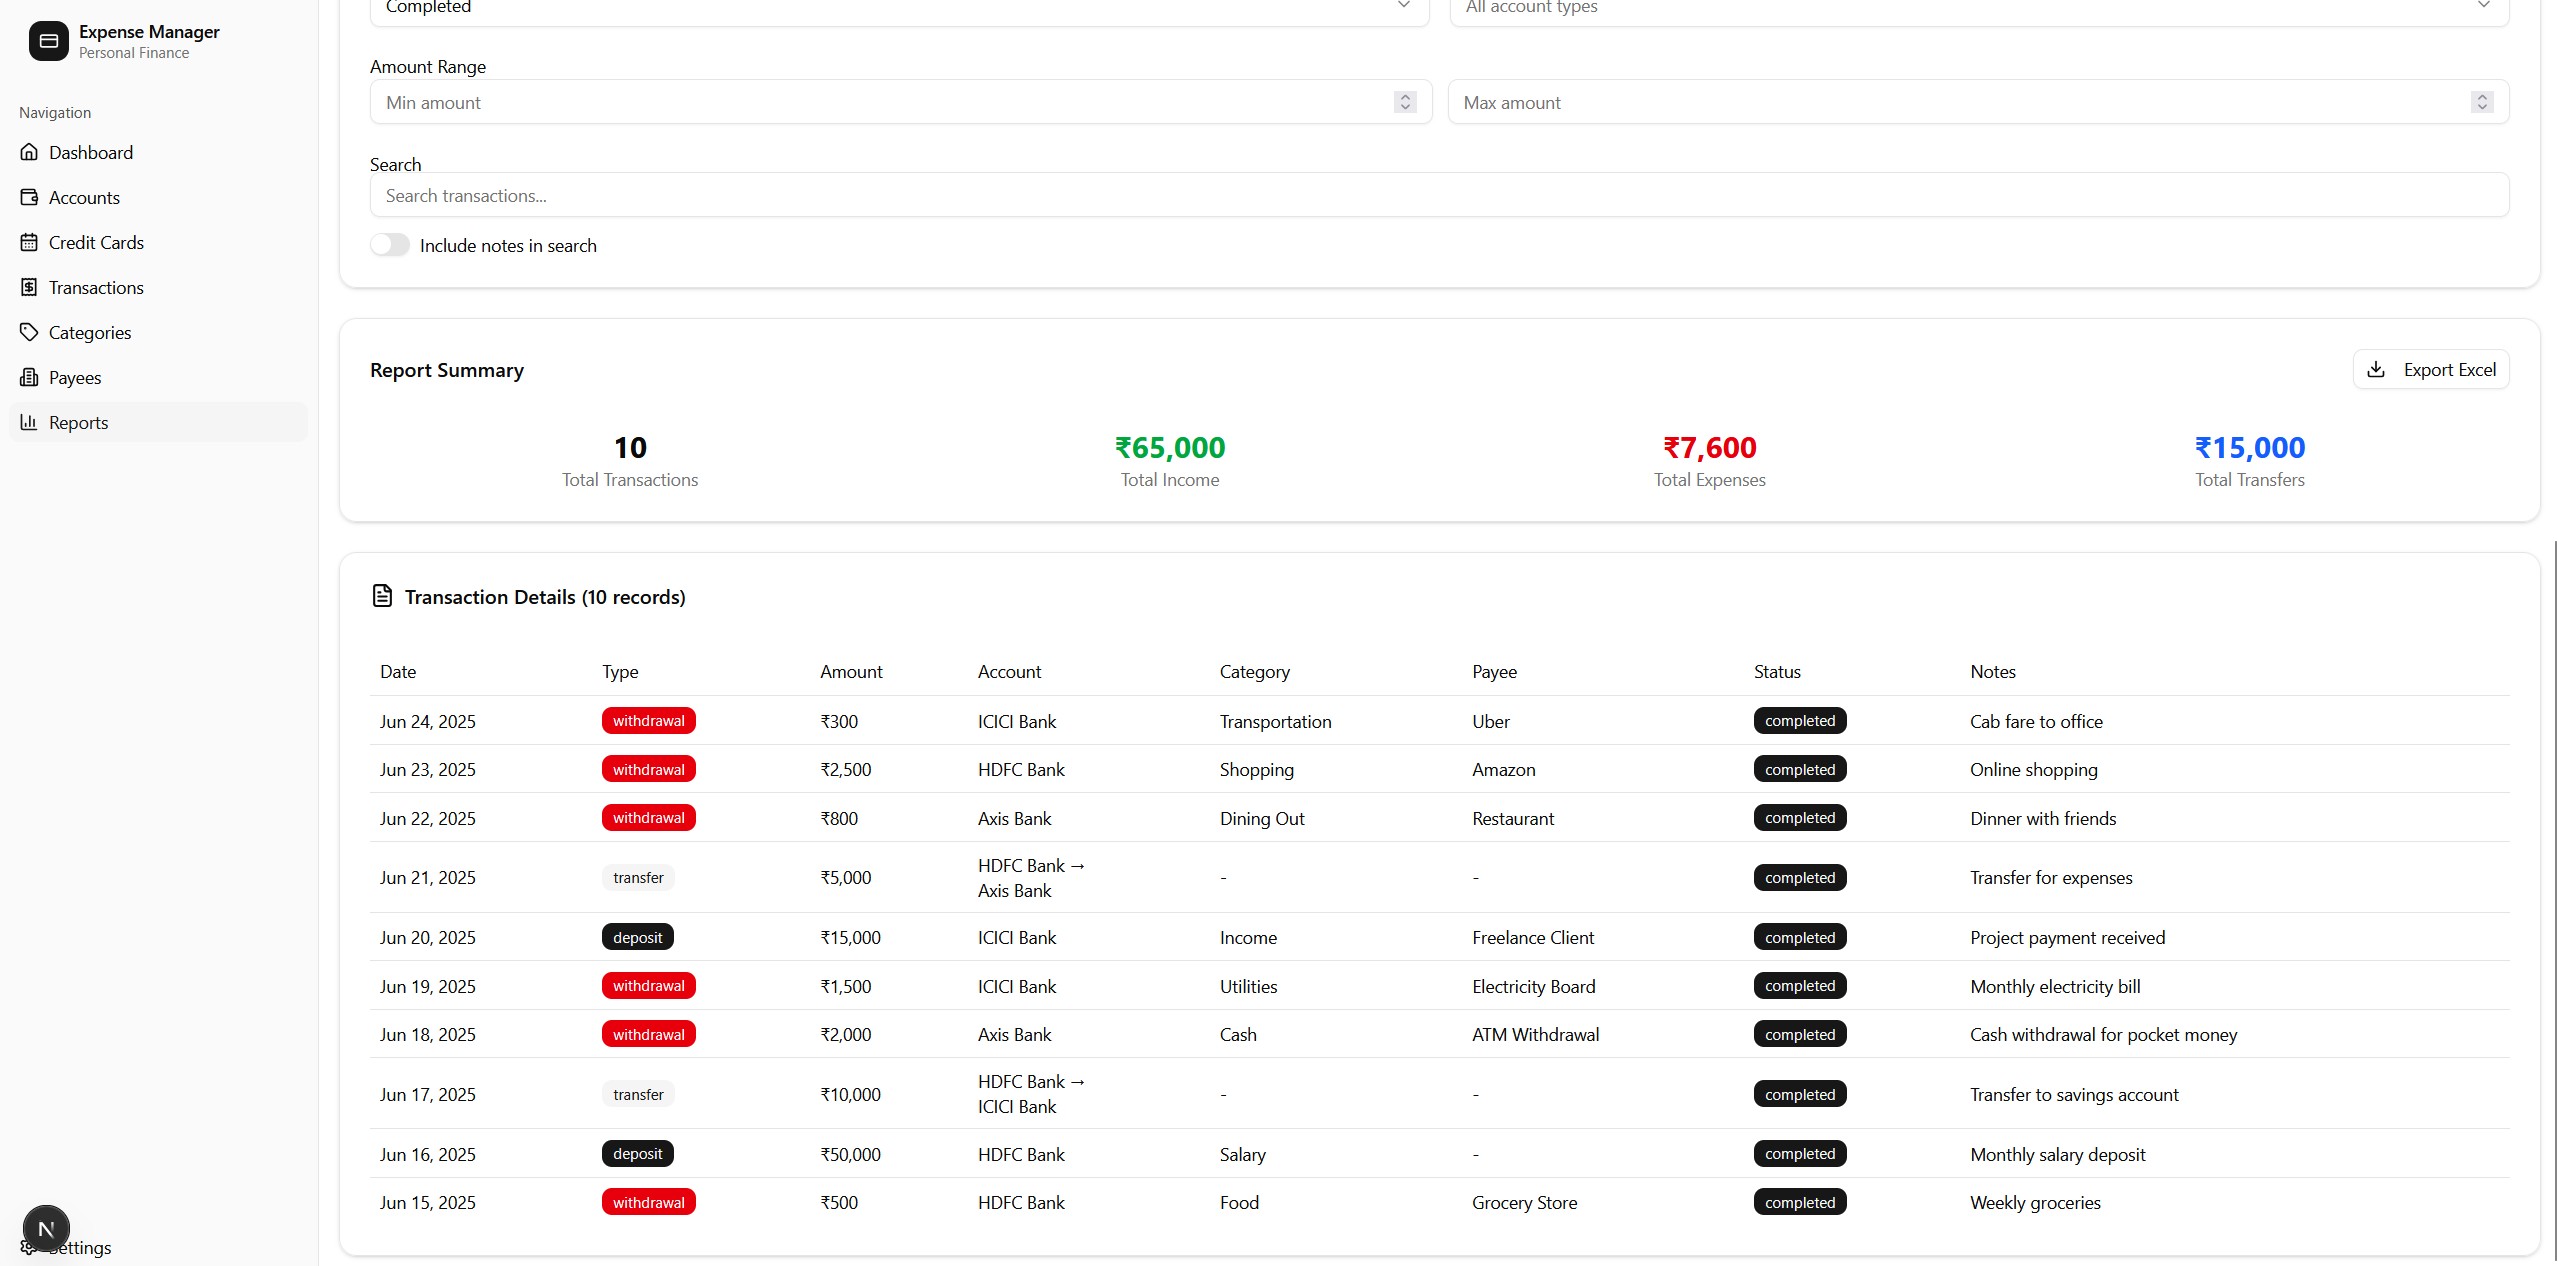 Expense Manager
Personal Finance
Navigation
Dashboard
Accounts
Credit Cards
Transactions
Categories
Payees
Reports
N
ettings
Completed
All account types
Amount Range
Min amount
Max amount
Search
Search transactions...
Include notes in search
Report Summary
Export Excel
10
Total Transactions
₹65,000
Total Income
₹7,600
Total Expenses
₹15,000
Total Transfers
Transaction Details (10 records)
Date Type Amount Account Category Payee Status Notes
Jun 24, 2025 withdrawal ₹300 ICICI Bank Transportation Uber completed Cab fare to office
Jun 23, 2025 withdrawal ₹2,500 HDFC Bank Shopping Amazon completed Online shopping
Jun 22, 2025 withdrawal ₹800 Axis Bank Dining Out Restaurant completed Dinner with friends
Jun 21, 2025 transfer ₹5,000 HDFC Bank → Axis Bank - - completed Transfer for expenses
Jun 20, 2025 deposit ₹15,000 ICICI Bank Income Freelance Client completed Project payment received
Jun 19, 2025 withdrawal ₹1,500 ICICI Bank Utilities Electricity Board completed Monthly electricity bill
Jun 18, 2025 withdrawal ₹2,000 Axis Bank Cash ATM Withdrawal completed Cash withdrawal for pocket money
Jun 17, 2025 transfer ₹10,000 HDFC Bank → ICICI Bank - - completed Transfer to savings account
Jun 16, 2025 deposit ₹50,000 HDFC Bank Salary - completed Monthly salary deposit
Jun 15, 2025 withdrawal ₹500 HDFC Bank Food Grocery Store completed Weekly groceries